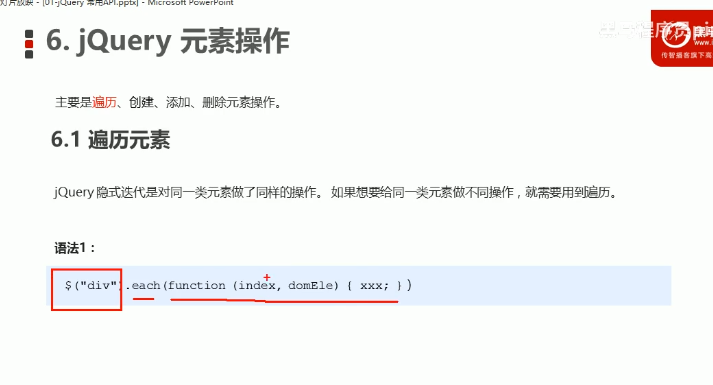 灯片放映 - [01-jQuery 常用API.pptx] - Microsoft PowerPoint
6. jQuery 元素操作
传智播客旗下高
主要是遍历、创建、添加、删除元素操作。
6.1 遍历元素
jQuery 隐式迭代是对同一类元素做了同样的操作。 如果想要给同一类元素做不同操作，就需要用到遍历。
语法1：
$("div").each(function (index, domEle) { xxx; } )